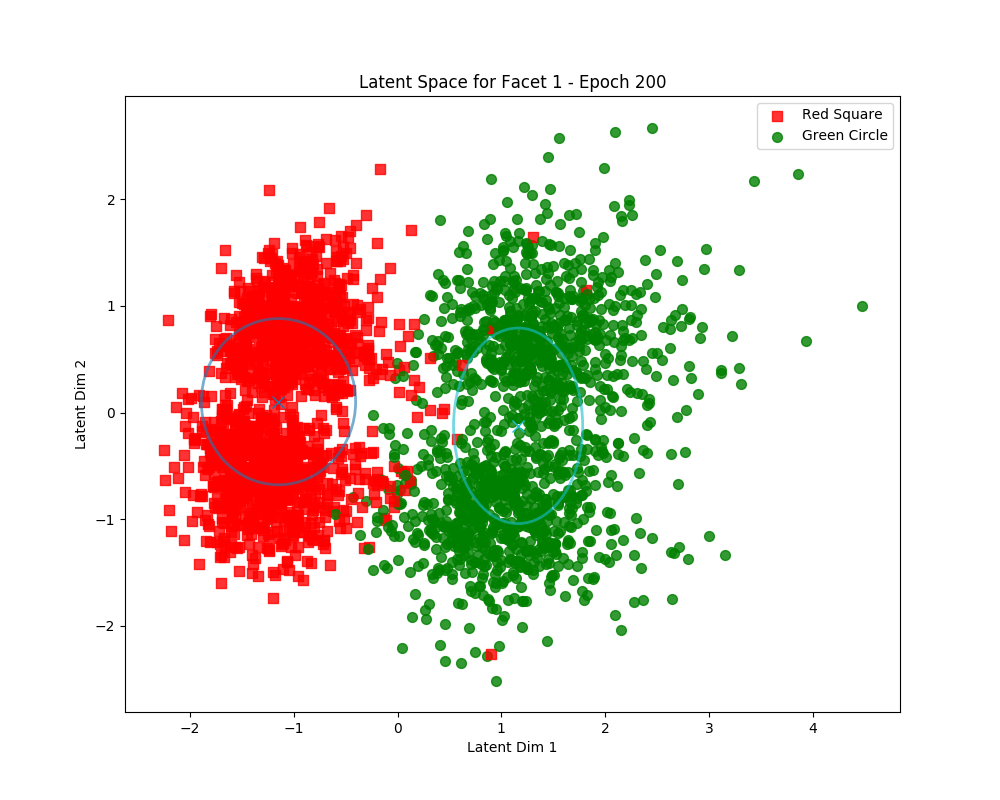 Latent Space for Facet 1 - Epoch 200
Red Square
Green Circle
2
1
0
−1
−2
Latent Dim 2
−2 −1 0 1 2 3 4
Latent Dim 1